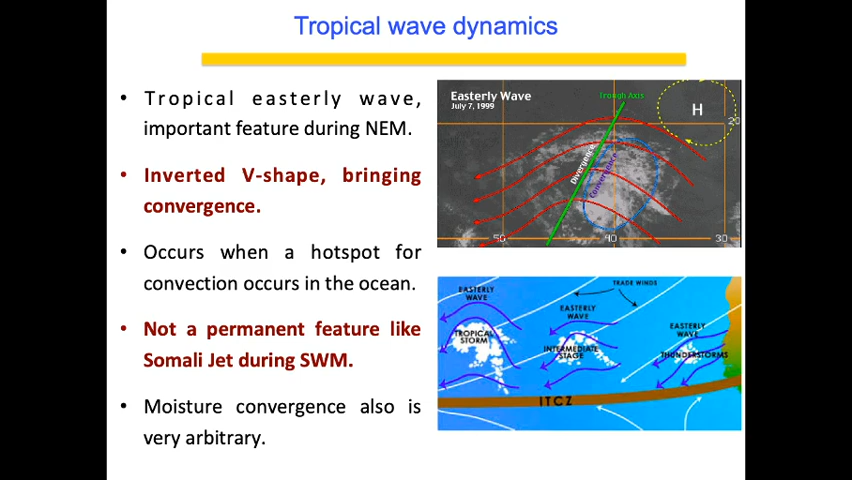 Tropical wave dynamics
• Tropical easterly wave,
important feature during NEM.
• Inverted V-shape, bringing
convergence.
• Occurs when a hotspot for
convection occurs in the ocean.
• Not a permanent feature like
Somali Jet during SWM.
• Moisture convergence also is
very arbitrary.
Easterly Wave
July 7, 1999
Trough Axis
H
20
Divergence
Convergence
50
40
30
TRADE WINDS
EASTERLY
WAVE
EASTERLY
WAVE
EASTERLY
WAVE
TROPICAL
STORM
INTERMEDIATE
STAGE
THUNDERSTORMS
ITCZ